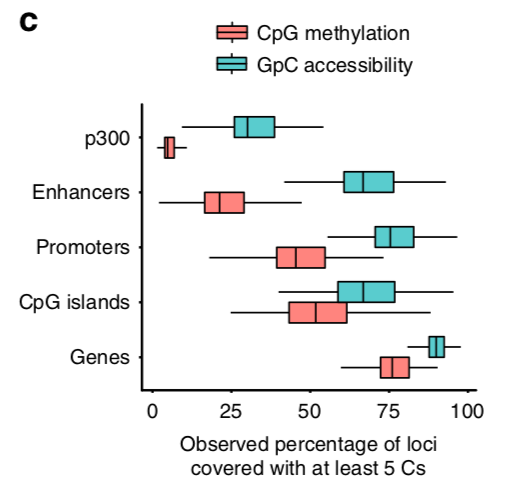 c
CpG methylation
GpC accessibility
p300
Enhancers
Promoters
CpG islands
Genes
0 25 50 75 100
Observed percentage of loci
covered with at least 5 Cs